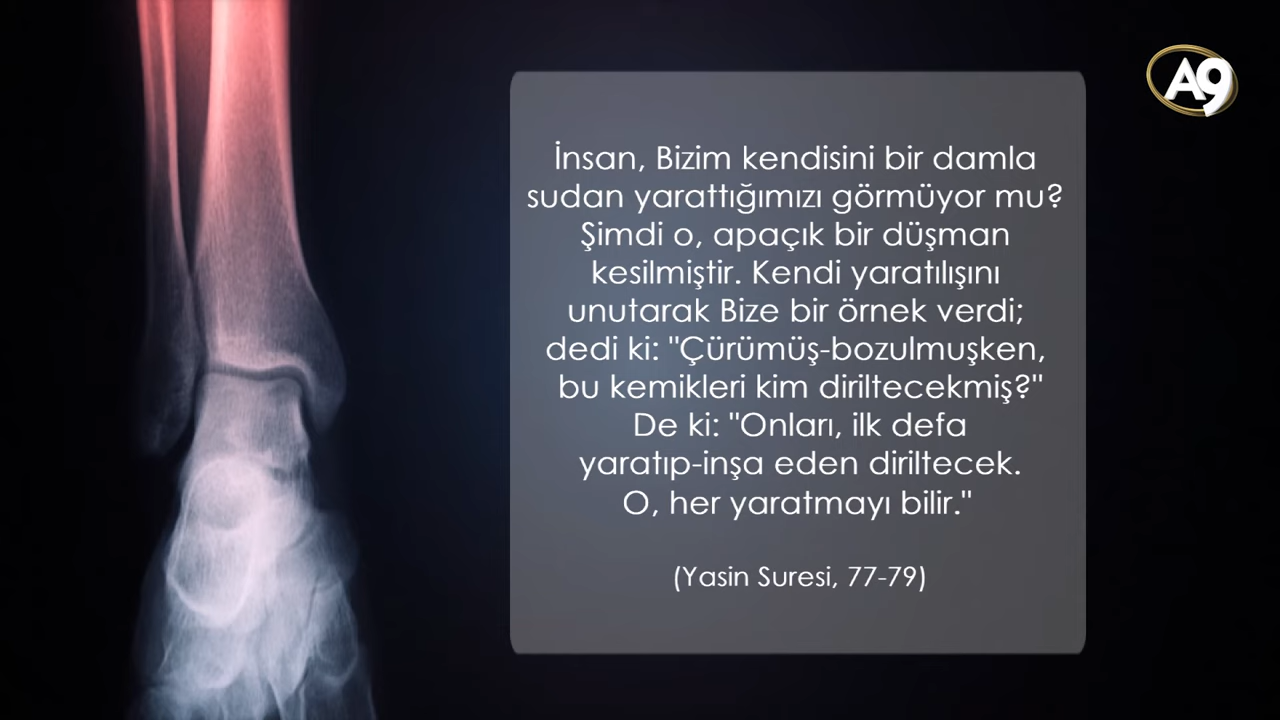 A9
İnsan, Bizim kendisini bir damla
sudan yarattığımızı görmüyor mu?
Şimdi o, apaçık bir düşman
kesilmiştir. Kendi yaratılışını
unutarak Bize bir örnek verdi;
dedi ki: "Çürümüş-bozulmuşken,
bu kemikleri kim diriltecekmiş?"
De ki: "Onları, ilk defa
yaratıp-inşa eden diriltecek.
O, her yaratmayı bilir."
(Yasin Suresi, 77-79)